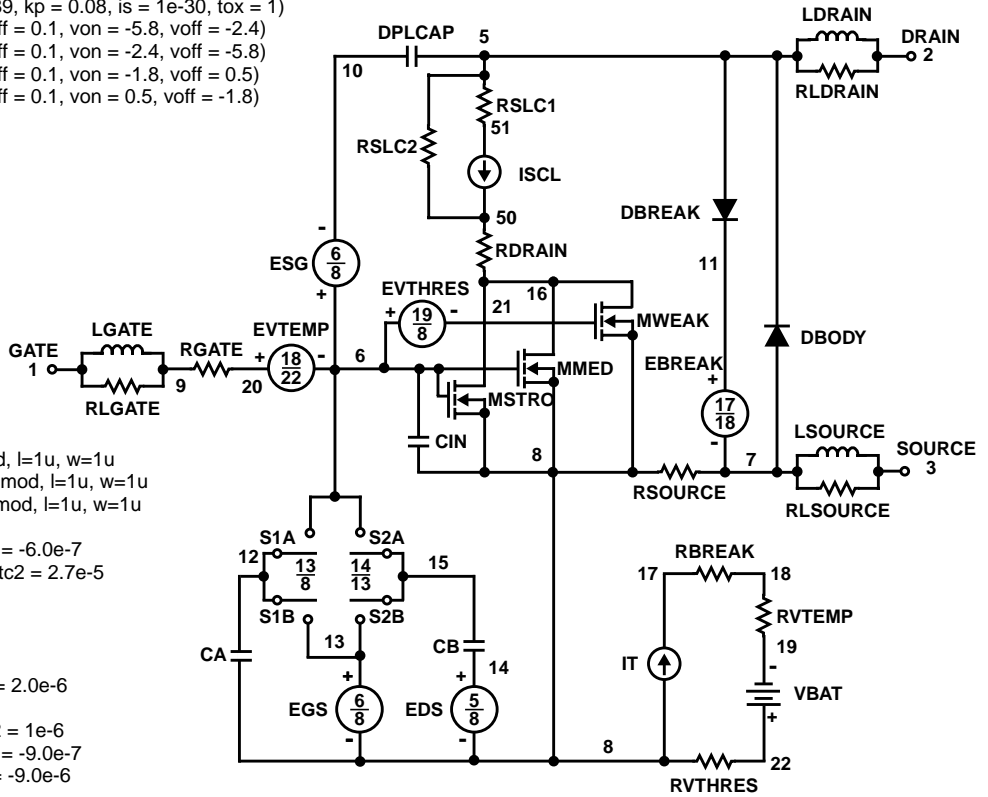 39, kp = 0.08, is = 1e-30, tox = 1)
ff = 0.1, von = -5.8, voff = -2.4)
ff = 0.1, von = -2.4, voff = -5.8)
ff = 0.1, von = -1.8, voff = 0.5)
ff = 0.1, von = 0.5, voff = -1.8)
LDRAIN
DPLCAP
5
DRAIN
2
10
RLDRAIN
RSLC1
51
RSLC2
ISCL
50
DBREAK
RDRAIN
-
ESG
6
8
+
11
EVTHRES
16
21
+
19
8
-
MWEAK
LGATE
EVTEMP
DBODY
GATE
1
RGATE
+
18
22
-
6
MMED
EBREAK
+
9
20
MSTRO
17
18
-
RLGATE
CIN
LSOURCE
8
7
SOURCE
3
d, l=1u, w=1u
mod, l=1u, w=1u
mod, l=1u, w=1u
RSOURCE
RLSOURCE
= -6.0e-7
tc2 = 2.7e-5
S1A
S2A
12
13
8
14
13
15
RBREAK
17
18
S1B
S2B
RVTEMP
13
CB
19
CA
14
IT
-
= 2.0e-6
+
+
VBAT
EGS
6
8
EDS
5
8
+
= 1e-6
-
-
= -9.0e-7
8
22
= -9.0e-6
RVTHRES